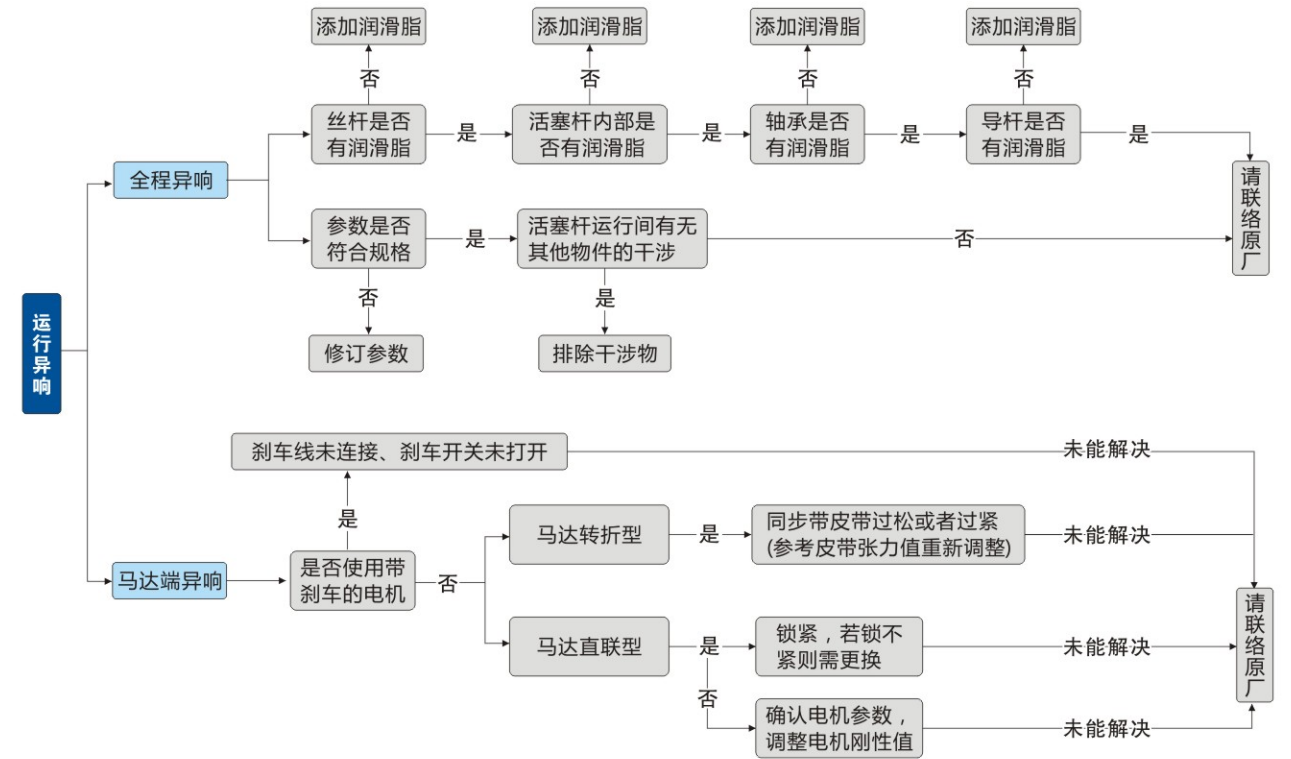 添加润滑脂
添加润滑脂
添加润滑脂
添加润滑脂
否
否
否
否
丝杆是否
有润滑脂
是
活塞杆内部是
否有润滑脂
是
轴承是否
有润滑脂
是
导杆是否
有润滑脂
是
全程异响
请
联
络
原
厂
参数是否
符合规格
是
活塞杆运行间有无
其他物件的干涉
否
否
是
修订参数
排除干涉物
运
行
异
响
刹车线未连接、刹车开关未打开
未能解决
是
马达转折型
是
同步带皮带过松或者过紧
(参考皮带张力值重新调整)
未能解决
马达端异响
是否使用带
刹车的电机
否
请
联
络
原
厂
马达直联型
是
锁紧，若锁不
紧则需更换
未能解决
否
确认电机参数，
调整电机刚性值
未能解决